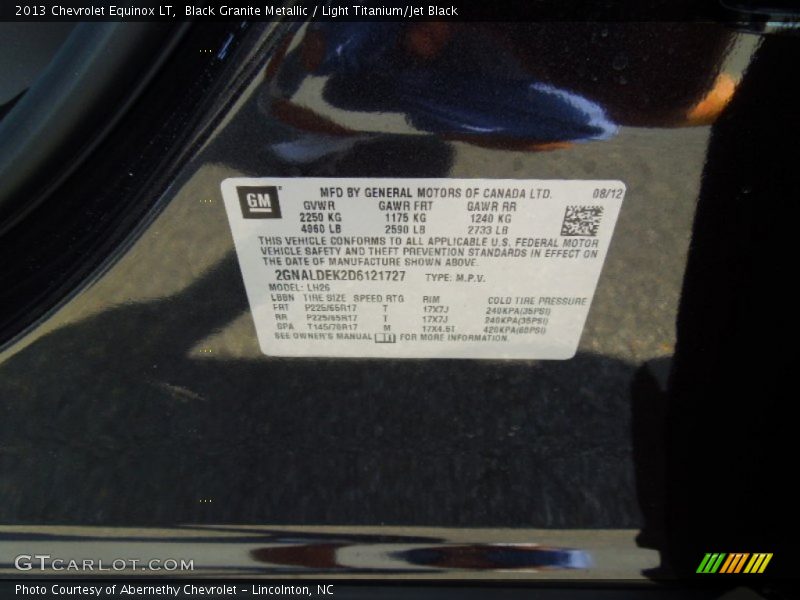 2013 Chevrolet Equinox LT,  Black Granite Metallic / Light Titanium/Jet Black
GM
MFD BY GENERAL MOTORS OF CANADA LTD. 08/12
GVWR GAWR FRT GAWR RR
2250 KG 1175 KG 1240 KG
4960 LB 2590 LB 2733 LB
THIS VEHICLE CONFORMS TO ALL APPLICABLE U.S. FEDERAL MOTOR
VEHICLE SAFETY AND THEFT PREVENTION STANDARDS IN EFFECT ON
THE DATE OF MANUFACTURE SHOWN ABOVE.
2GNALDEK2D6121727 TYPE: M.P.V.
MODEL: LH26
LBBN TIRE SIZE SPEED RTG RIM COLD TIRE PRESSURE
FRT P225/65R17 T 17X7J 240KPA(35PSI)
RR P225/65R17 T 17X7J 240KPA(35PSI)
SPA T145/70R17 M 17X4.5T 420KPA(60PSI)
SEE OWNER'S MANUAL FOR MORE INFORMATION.
GTCARLOT.COM
Photo Courtesy of Abernethy Chevrolet - Lincolnton, NC